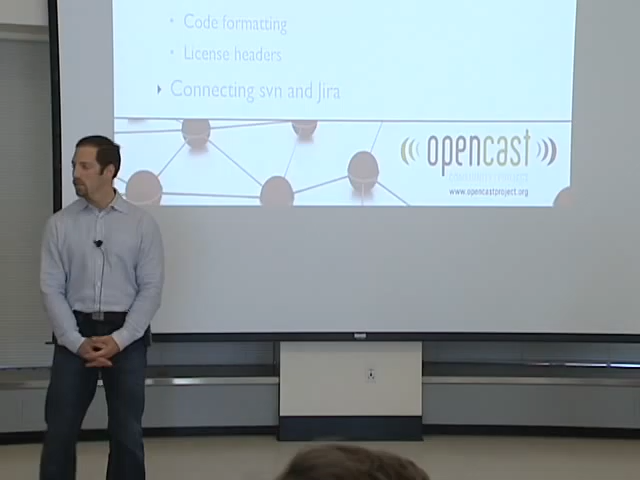 Code formatting
License headers
Connecting svn and Jira
opencast
www.opencastproject.org